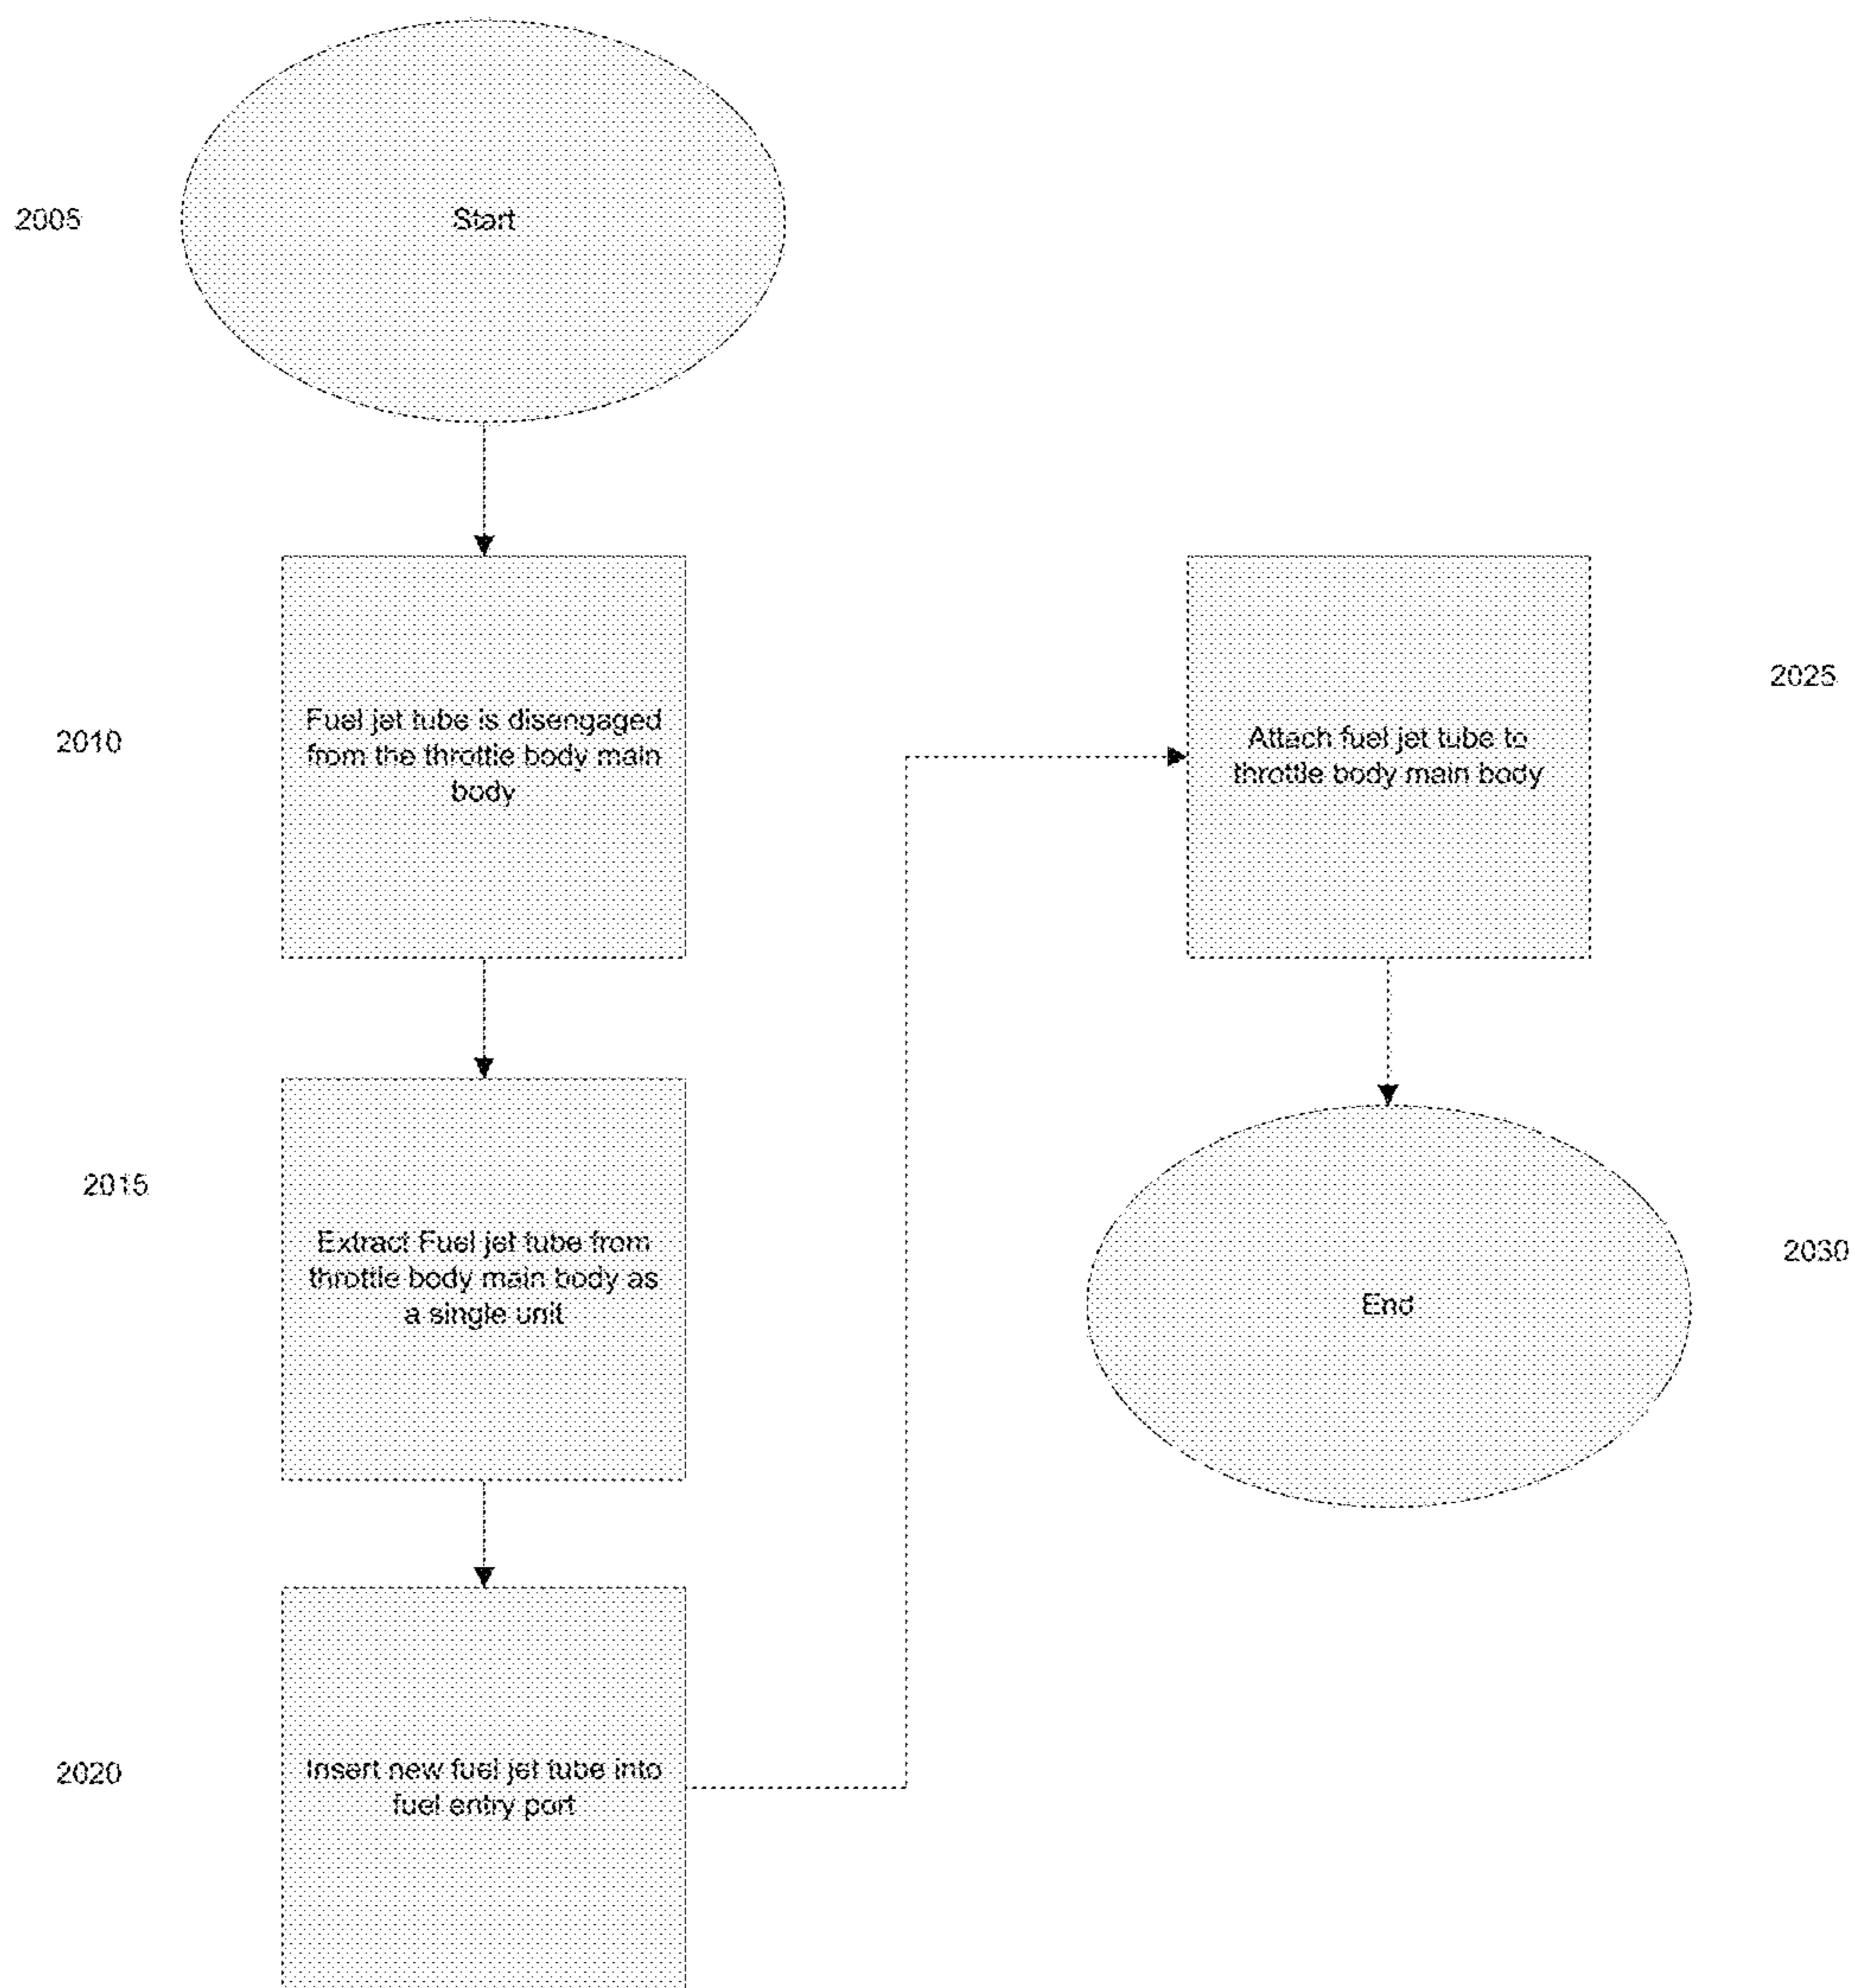 2005
Start
2010
Fuel jet tube is disengaged
from the throttle body main
body
2015
Extract Fuel jet tube from
throttle body main body as
a single unit
2020
Insert new fuel jet tube into
fuel entry port
2025
Attach fuel jet tube to
throttle body main body
2030
End